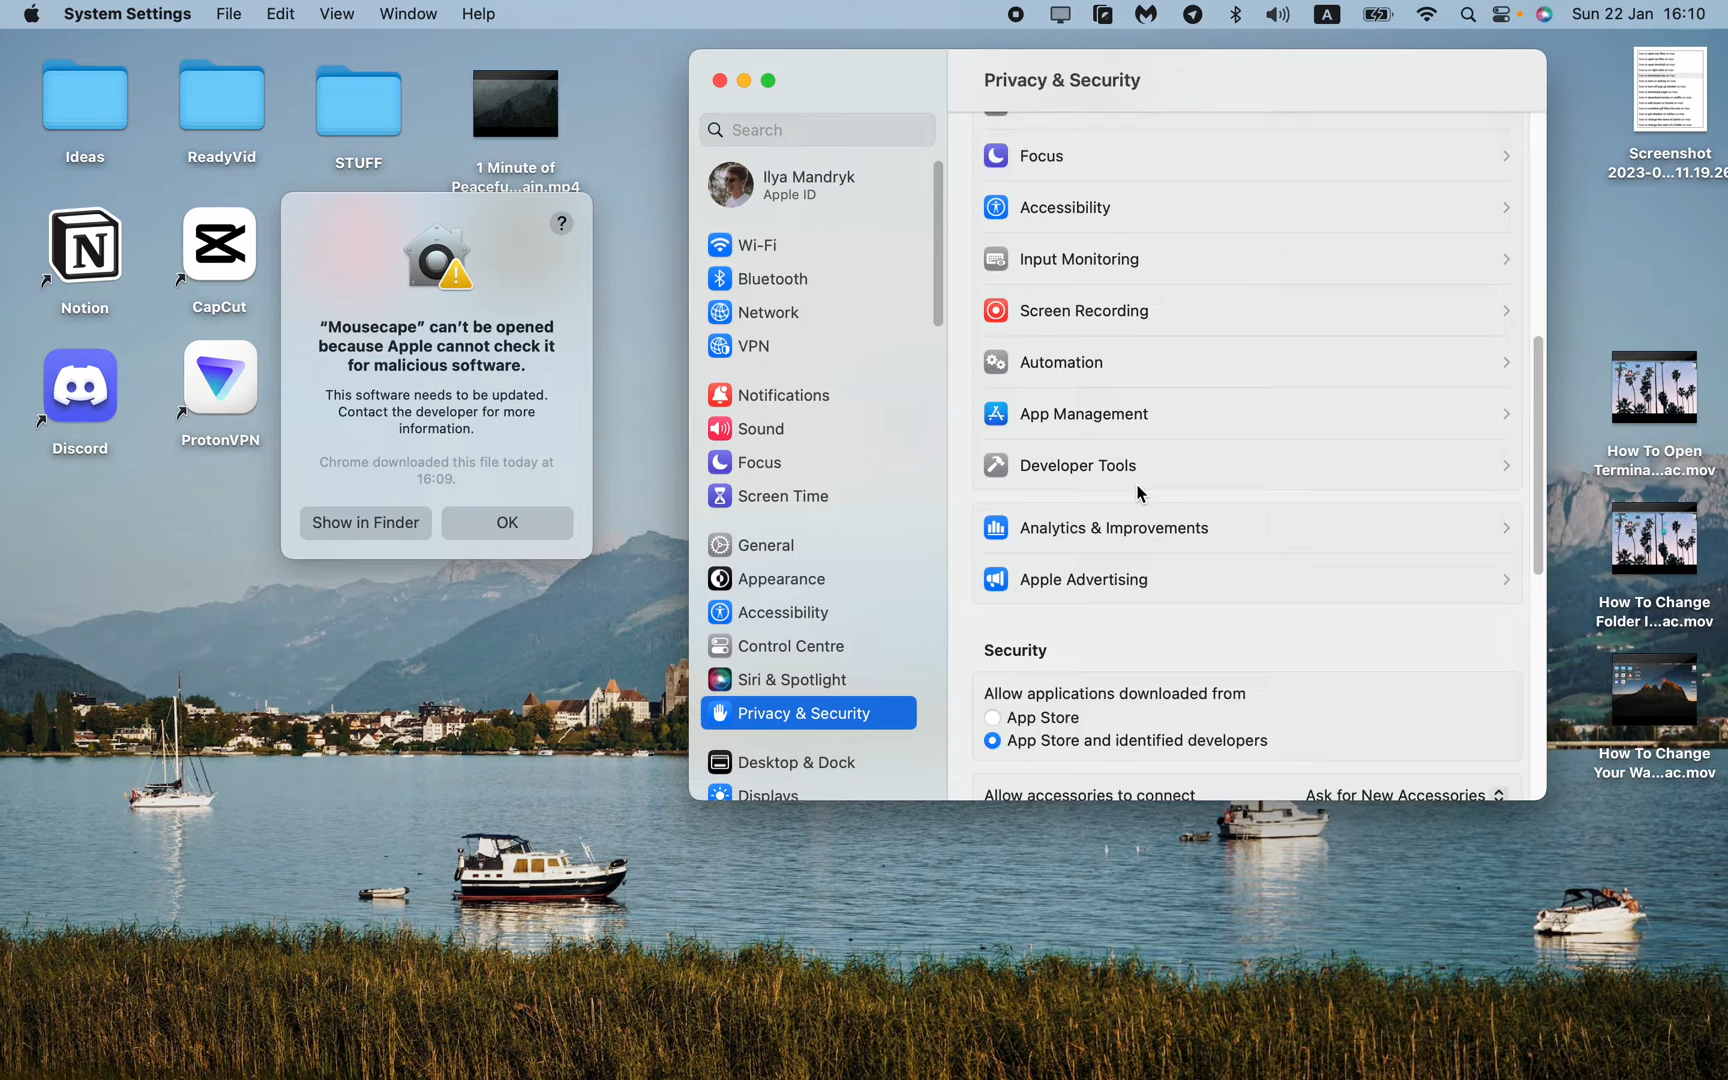 System Settings File Edit View Window Help
A
Sun 22 Jan 16:10
Ideas
ReadyVid
STUFF
1 Minute of
Peacefu...ain.mp4
Notion
CapCut
Discord
ProtonVPN
?
“Mousecape” can’t be opened
because Apple cannot check it
for malicious software.
This software needs to be updated.
Contact the developer for more
information.
Chrome downloaded this file today at
16:09.
Show in Finder
OK
Search
Ilya Mandryk
Apple ID
Wi-Fi
Bluetooth
Network
VPN
Notifications
Sound
Focus
Screen Time
General
Appearance
Accessibility
Control Centre
Siri & Spotlight
Privacy & Security
Desktop & Dock
Displays
Privacy & Security
Focus
Accessibility
Input Monitoring
Screen Recording
Automation
App Management
Developer Tools
Analytics & Improvements
Apple Advertising
Security
Allow applications downloaded from
App Store
App Store and identified developers
Allow accessories to connect
Ask for New Accessories
Screenshot
2023-0...11.19.26
How To Open
Termina...ac.mov
How To Change
Folder I...ac.mov
How To Change
Your Wa...ac.mov